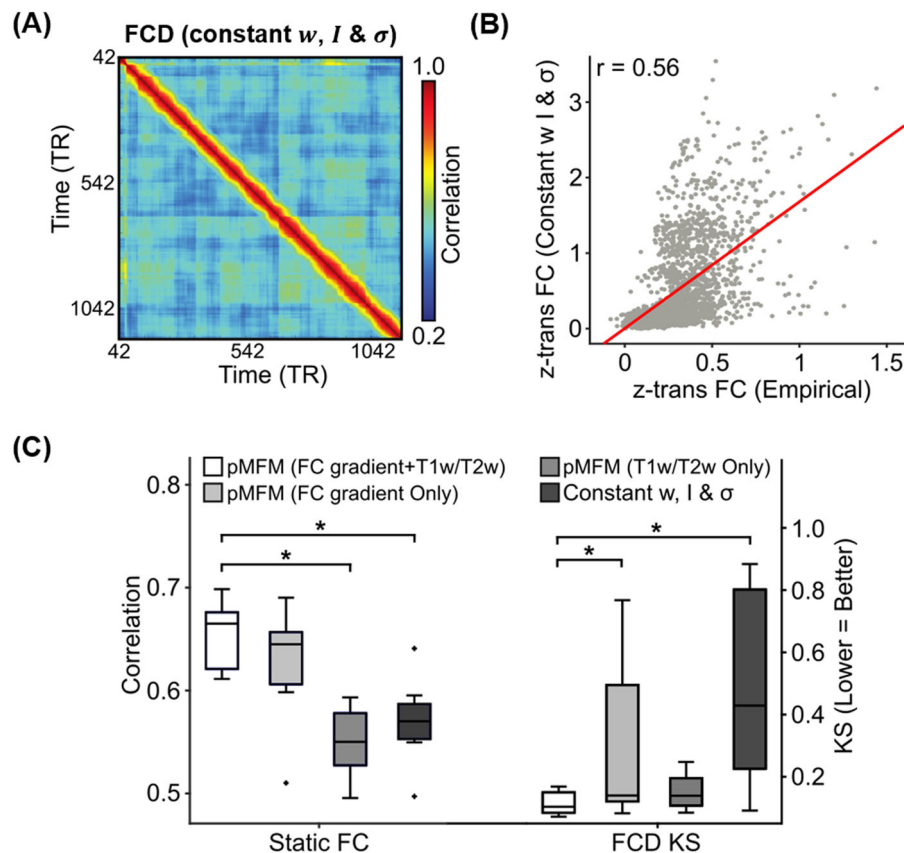 (A)
FCD (constant w, I & σ)
42
542
1042
Time (TR)
42 542 1042
Time (TR)
1.0
Correlation
0.2
(B)
r = 0.56
z-trans FC (Constant w I & σ)
3
2
1
0
0 0.5 1 1.5
z-trans FC (Empirical)
(C)
pMFM (FC gradient+T1w/T2w)
pMFM (FC gradient Only)
pMFM (T1w/T2w Only)
Constant w, I & σ
Correlation
0.8
0.7
0.6
0.5
*
*
*
*
1.0
0.8
0.6
0.4
0.2
KS (Lower = Better)
Static FC
FCD KS